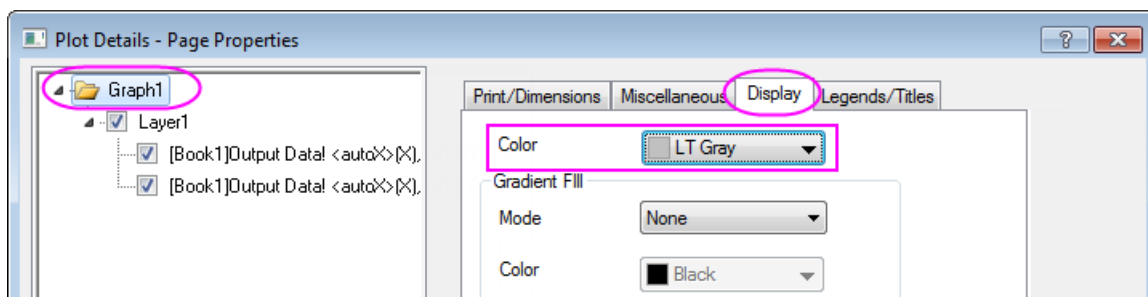 Plot Details - Page Properties
?
Graph1
Layer1
[Book1]Output Data! <autoX>(X),
[Book1]Output Data! <autoX>(X),
Print/Dimensions Miscellaneous Display Legends/Titles
Color LT Gray
Gradient FIll
Mode None
Color Black